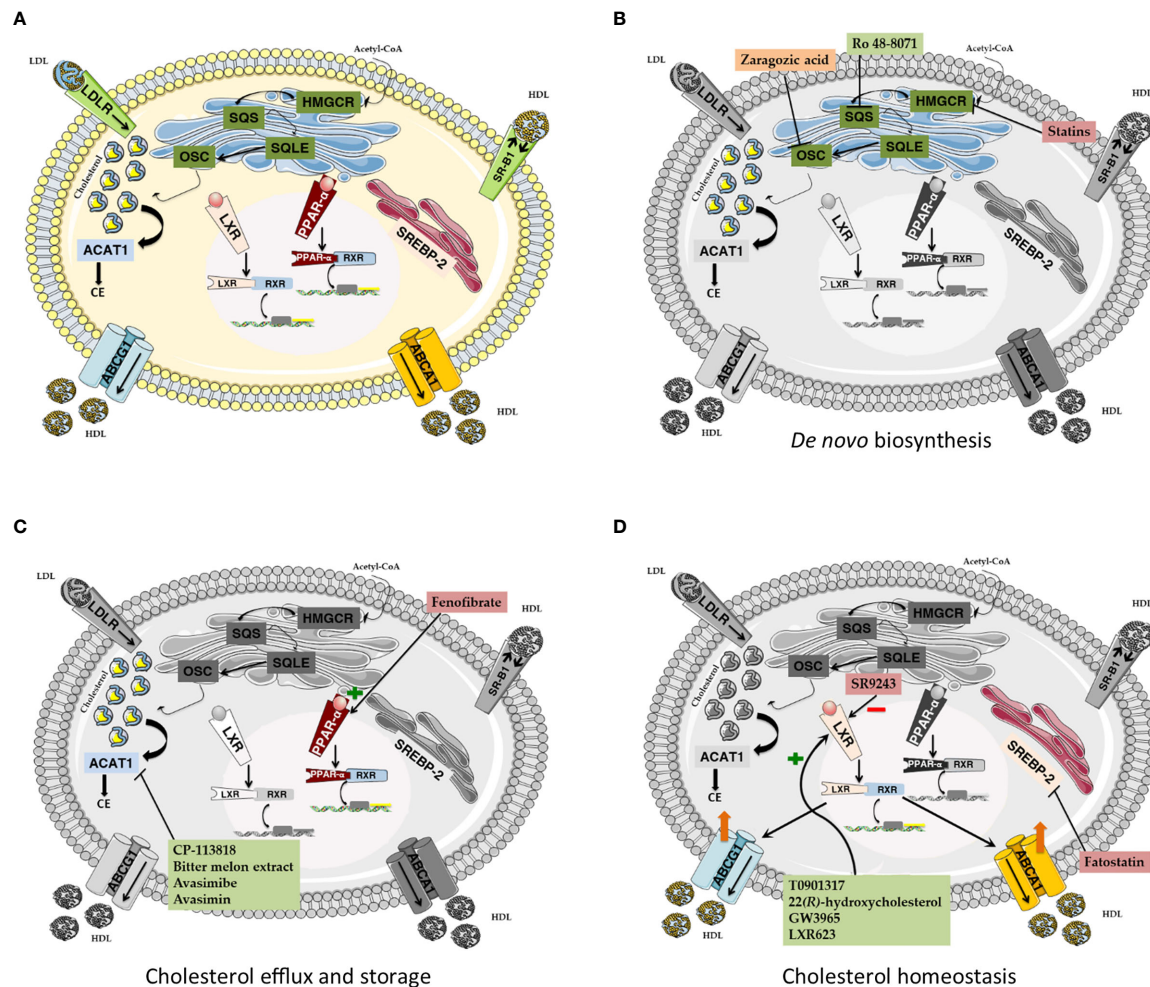 A
Acetyl-CoA
LDL
LDLR
HDL
HMGCR
SQS
SQLE
OSC
SR-B1
Cholesterol
PPAR-α
LXR
SREBP-2
ACAT1
PPAR-α RXR
LXR RXR
CE
ABCG1
ABCA1
HDL
HDL
B
Ro 48-8071
Acetyl-CoA
Zaragozic acid
LDL
LDLR
HDL
HMGCR
SQS
Statins
SQLE
OSC
SR-B1
Cholesterol
PPAR-α
LXR
SREBP-2
ACAT1
PPAR-α RXR
LXR RXR
CE
ABCG1
ABCA1
HDL
HDL
De novo biosynthesis
C
Acetyl-CoA
LDL
LDLR
Fenofibrate
HDL
HMGCR
SQS
SQLE
OSC
SR-B1
Cholesterol
+
PPAR-α
LXR
SREBP-2
ACAT1
PPAR-α RXR
LXR RXR
CE
CP-113818
Bitter melon extract
Avasimibe
Avasimin
ABCG1
ABCA1
HDL
HDL
Cholesterol efflux and storage
D
Acetyl-CoA
LDL
LDLR
HDL
HMGCR
SQS
SQLE
OSC
SR9243
SR-B1
Cholesterol
PPAR-α
LXR
+
SREBP-2
ACAT1
PPAR-α RXR
LXR RXR
CE
ABCG1
ABCA1
Fatostatin
T0901317
22(R)-hydroxycholesterol
GW3965
LXR623
HDL
HDL
Cholesterol homeostasis